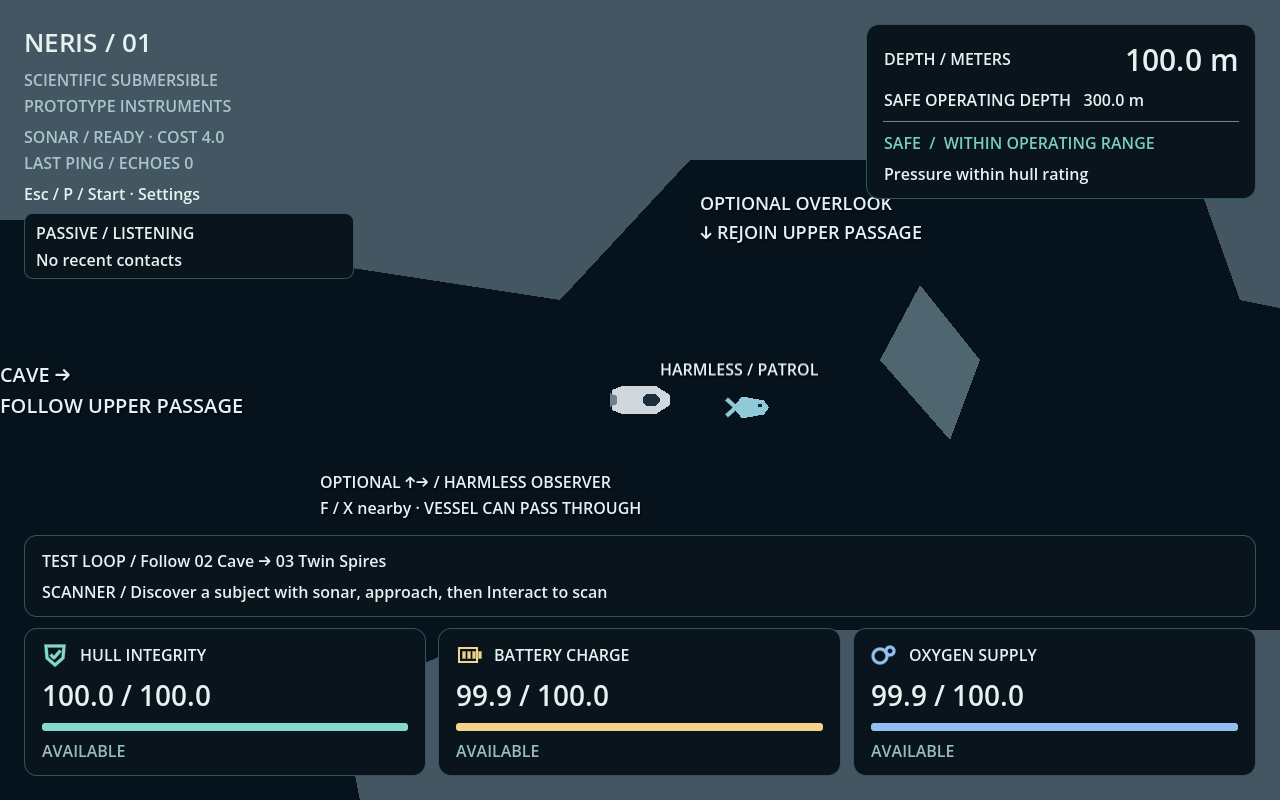 NERIS / 01
SCIENTIFIC SUBMERSIBLE
PROTOTYPE INSTRUMENTS
SONAR / READY · COST 4.0
LAST PING / ECHOES 0
Esc / P / Start · Settings
PASSIVE / LISTENING
No recent contacts
DEPTH / METERS 100.0 m
SAFE OPERATING DEPTH 300.0 m
SAFE / WITHIN OPERATING RANGE
Pressure within hull rating
OPTIONAL OVERLOOK
↓ REJOIN UPPER PASSAGE
CAVE →
FOLLOW UPPER PASSAGE
HARMLESS / PATROL
OPTIONAL ↑→ / HARMLESS OBSERVER
F / X nearby · VESSEL CAN PASS THROUGH
TEST LOOP / Follow 02 Cave → 03 Twin Spires
SCANNER / Discover a subject with sonar, approach, then Interact to scan
HULL INTEGRITY
100.0 / 100.0
AVAILABLE
BATTERY CHARGE
99.9 / 100.0
AVAILABLE
OXYGEN SUPPLY
99.9 / 100.0
AVAILABLE